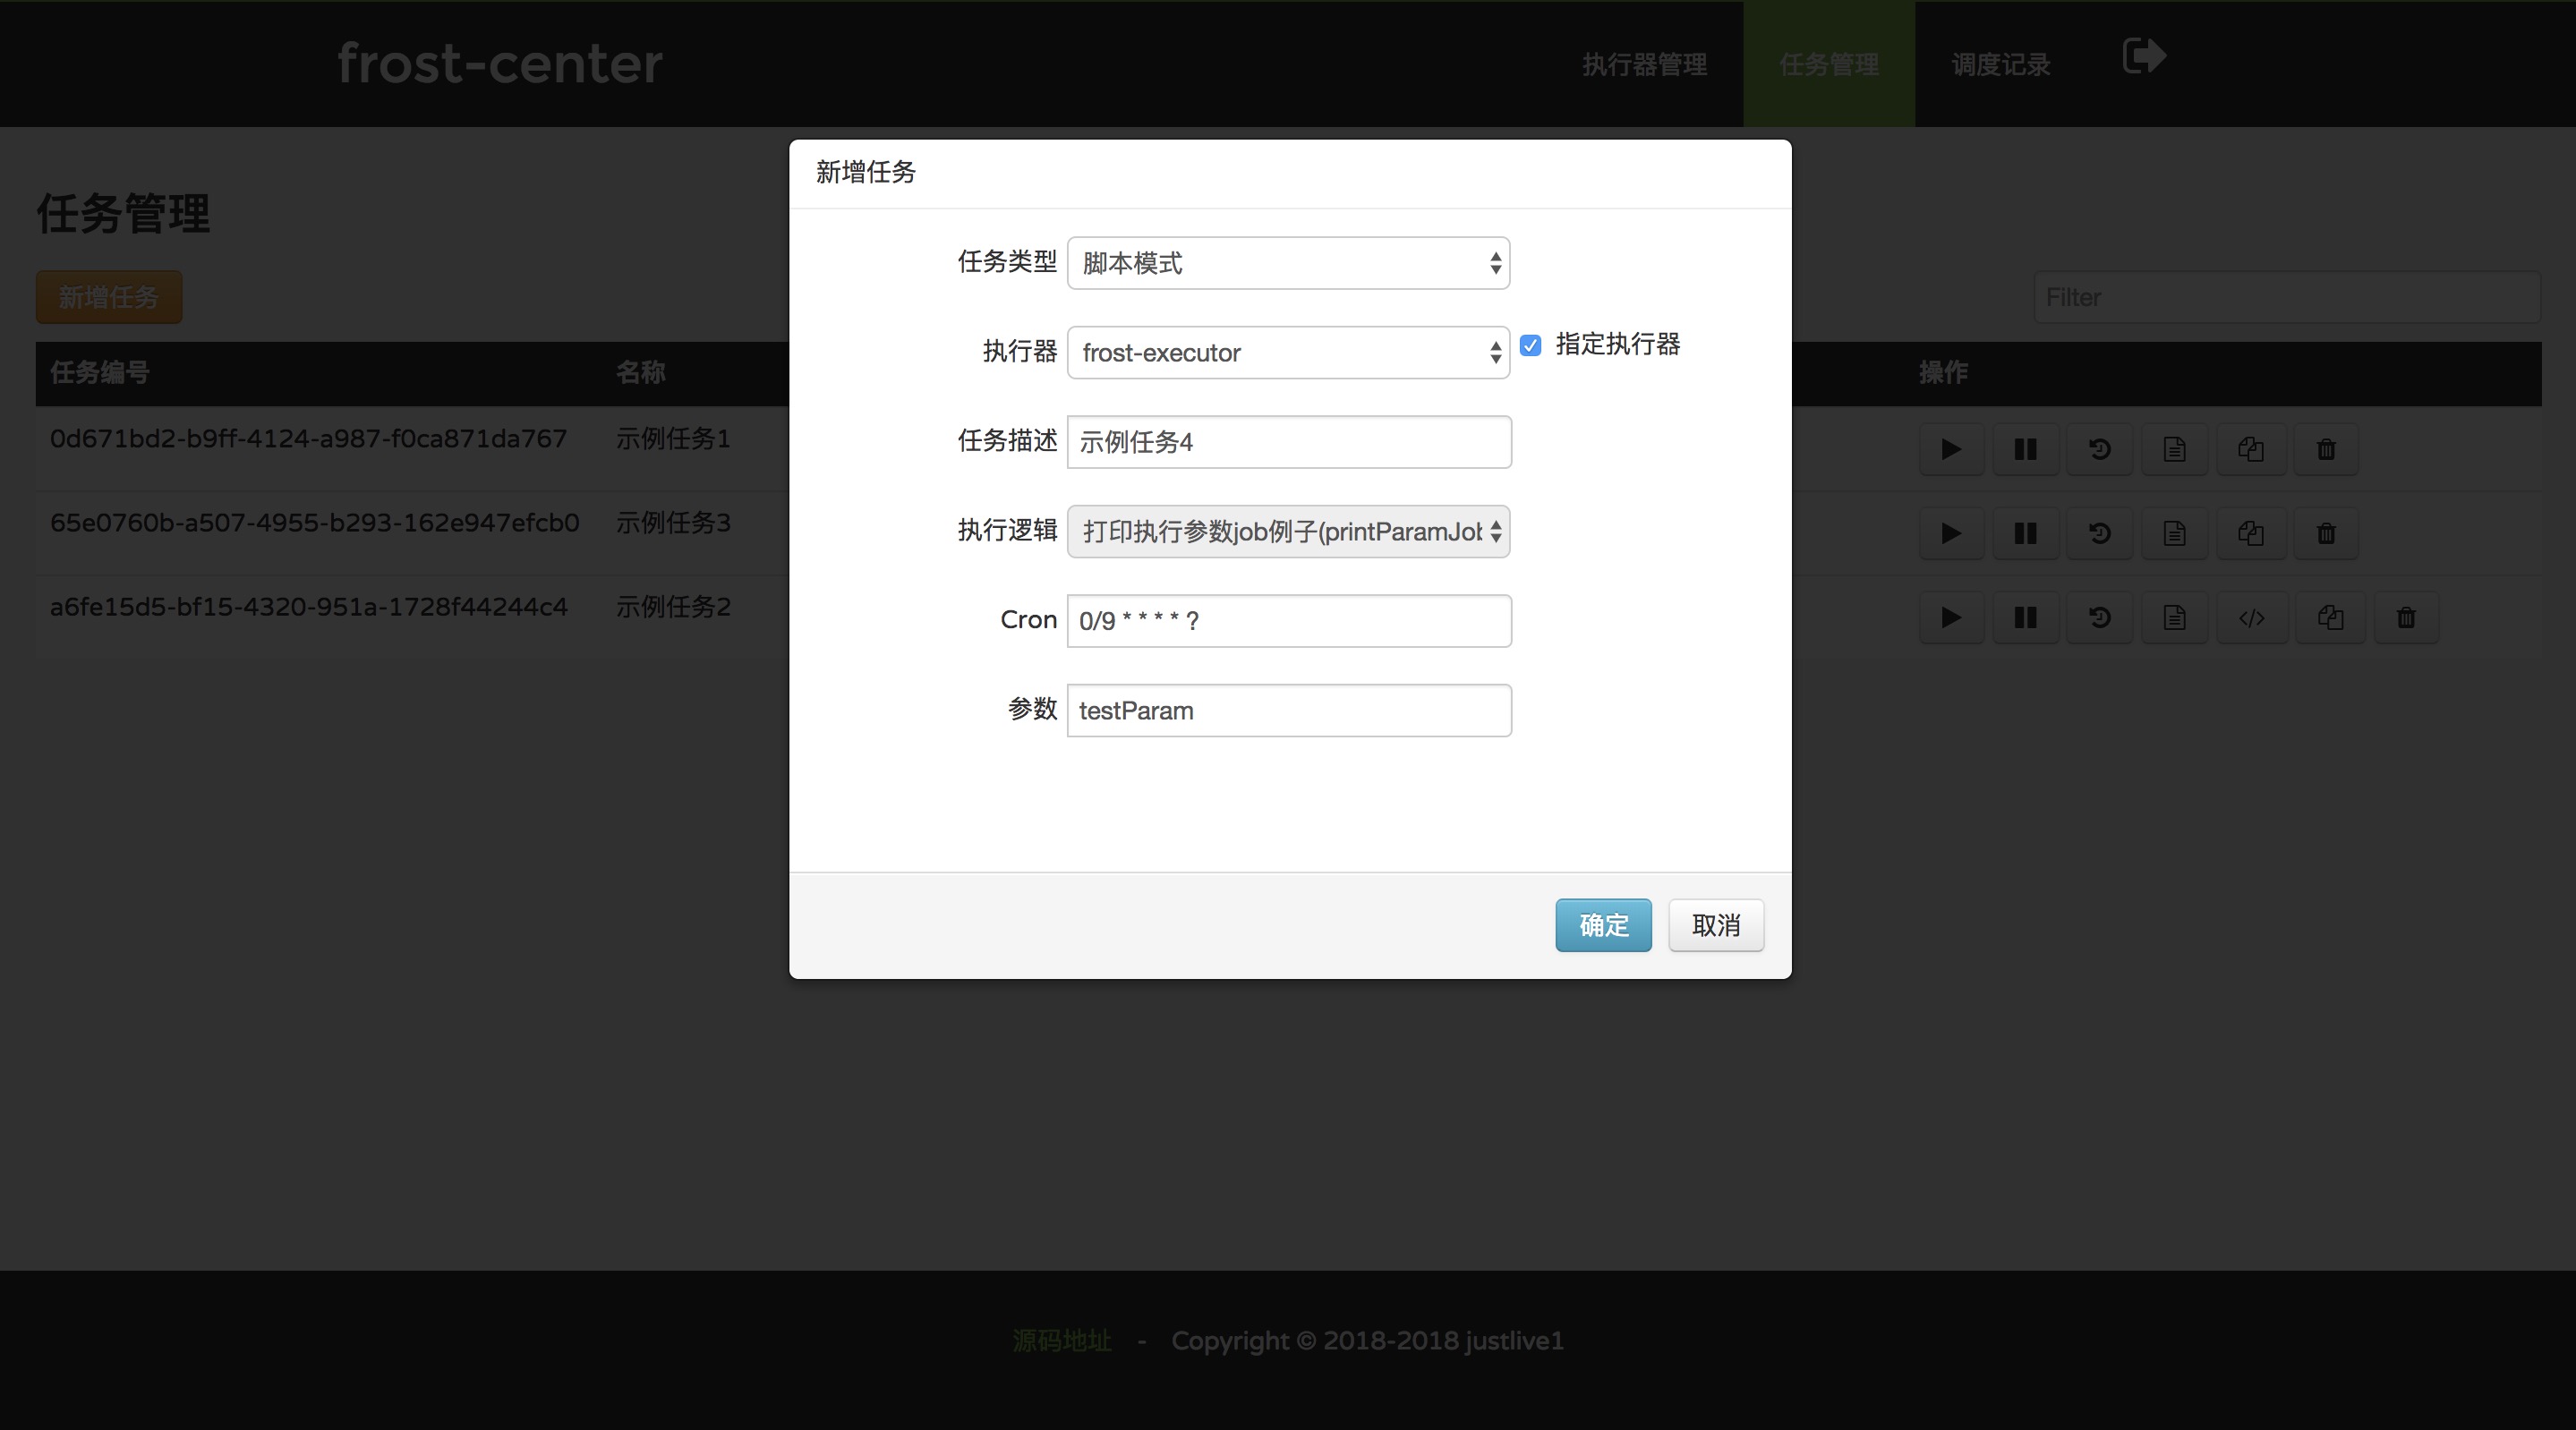 frost-center
执行器管理
任务管理
调度记录
任务管理
新增任务
Filter
任务编号 名称 操作
0d671bd2-b9ff-4124-a987-f0ca871da767 示例任务1
65e0760b-a507-4955-b293-162e947efcb0 示例任务3
a6fe15d5-bf15-4320-951a-1728f44244c4 示例任务2
新增任务
任务类型 脚本模式
执行器 frost-executor 指定执行器
任务描述 示例任务4
执行逻辑 打印执行参数job例子(printParamJob
Cron 0/9 * * * * ?
参数 testParam
确定 取消
源码地址 - Copyright © 2018-2018 justlive1